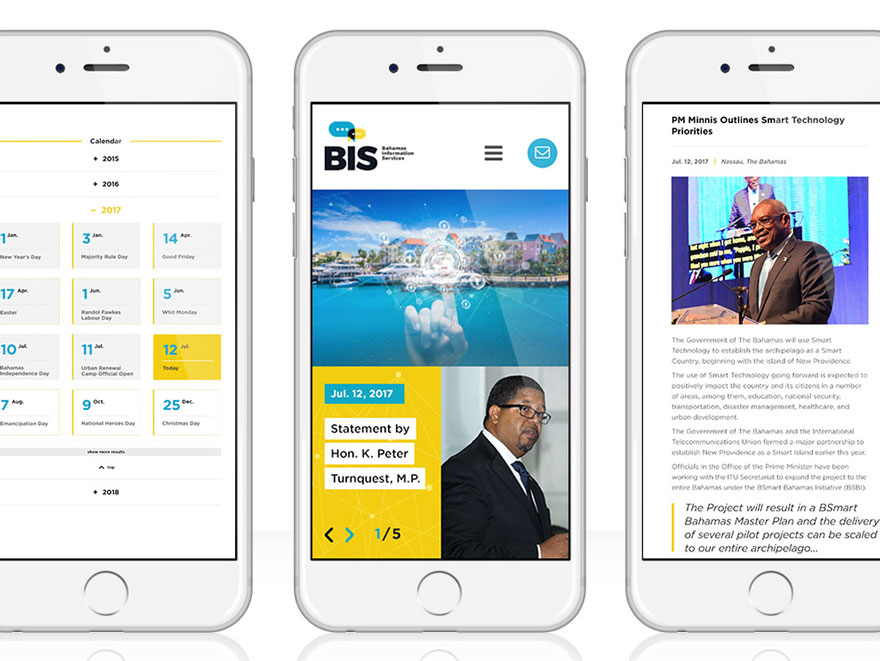 Calendar
+ 2015
+ 2016
– 2017
1 Jan.
New Year's Day
3 Jan.
Majority Rule Day
14 Apr.
Good Friday
17 Apr.
Easter
1 Jun.
Randol Fawkes
Labour Day
5 Jun.
Whit Monday
10 Jul.
Bahamas
Independence Day
11 Jul.
Urban Renewal
Camp Official Open
12 Jul.
Today
7 Aug.
Emancipation Day
9 Oct.
National Heroes Day
25 Dec.
Christmas Day
show more results
top
+ 2018
BIS
Bahamas
Information
Services
Jul. 12, 2017
Statement by
Hon. K. Peter
Turnquest, M.P.
1/5
PM Minnis Outlines Smart Technology
Priorities
Jul. 12, 2017 | Nassau, The Bahamas
The Government of The Bahamas will use Smart
Technology to establish the archipelago as a Smart
Country, beginning with the island of New Providence.
The use of Smart Technology going forward is expected to
positively impact the country and its citizens in a number
of areas, among them, education, national security,
transportation, disaster management, healthcare, and
urban development.
The Government of The Bahamas and the International
Telecommunications Union formed a major partnership to
establish New Providence as a Smart Island earlier this year.
Officials in the Office of the Prime Minister have been
working with the ITU Secretariat to expand the project to the
entire Bahamas under the BSmart Bahamas Initiative (BSBI).
The Project will result in a BSmart
Bahamas Master Plan and the delivery
of several pilot projects can be scaled
to our entire archipelago...